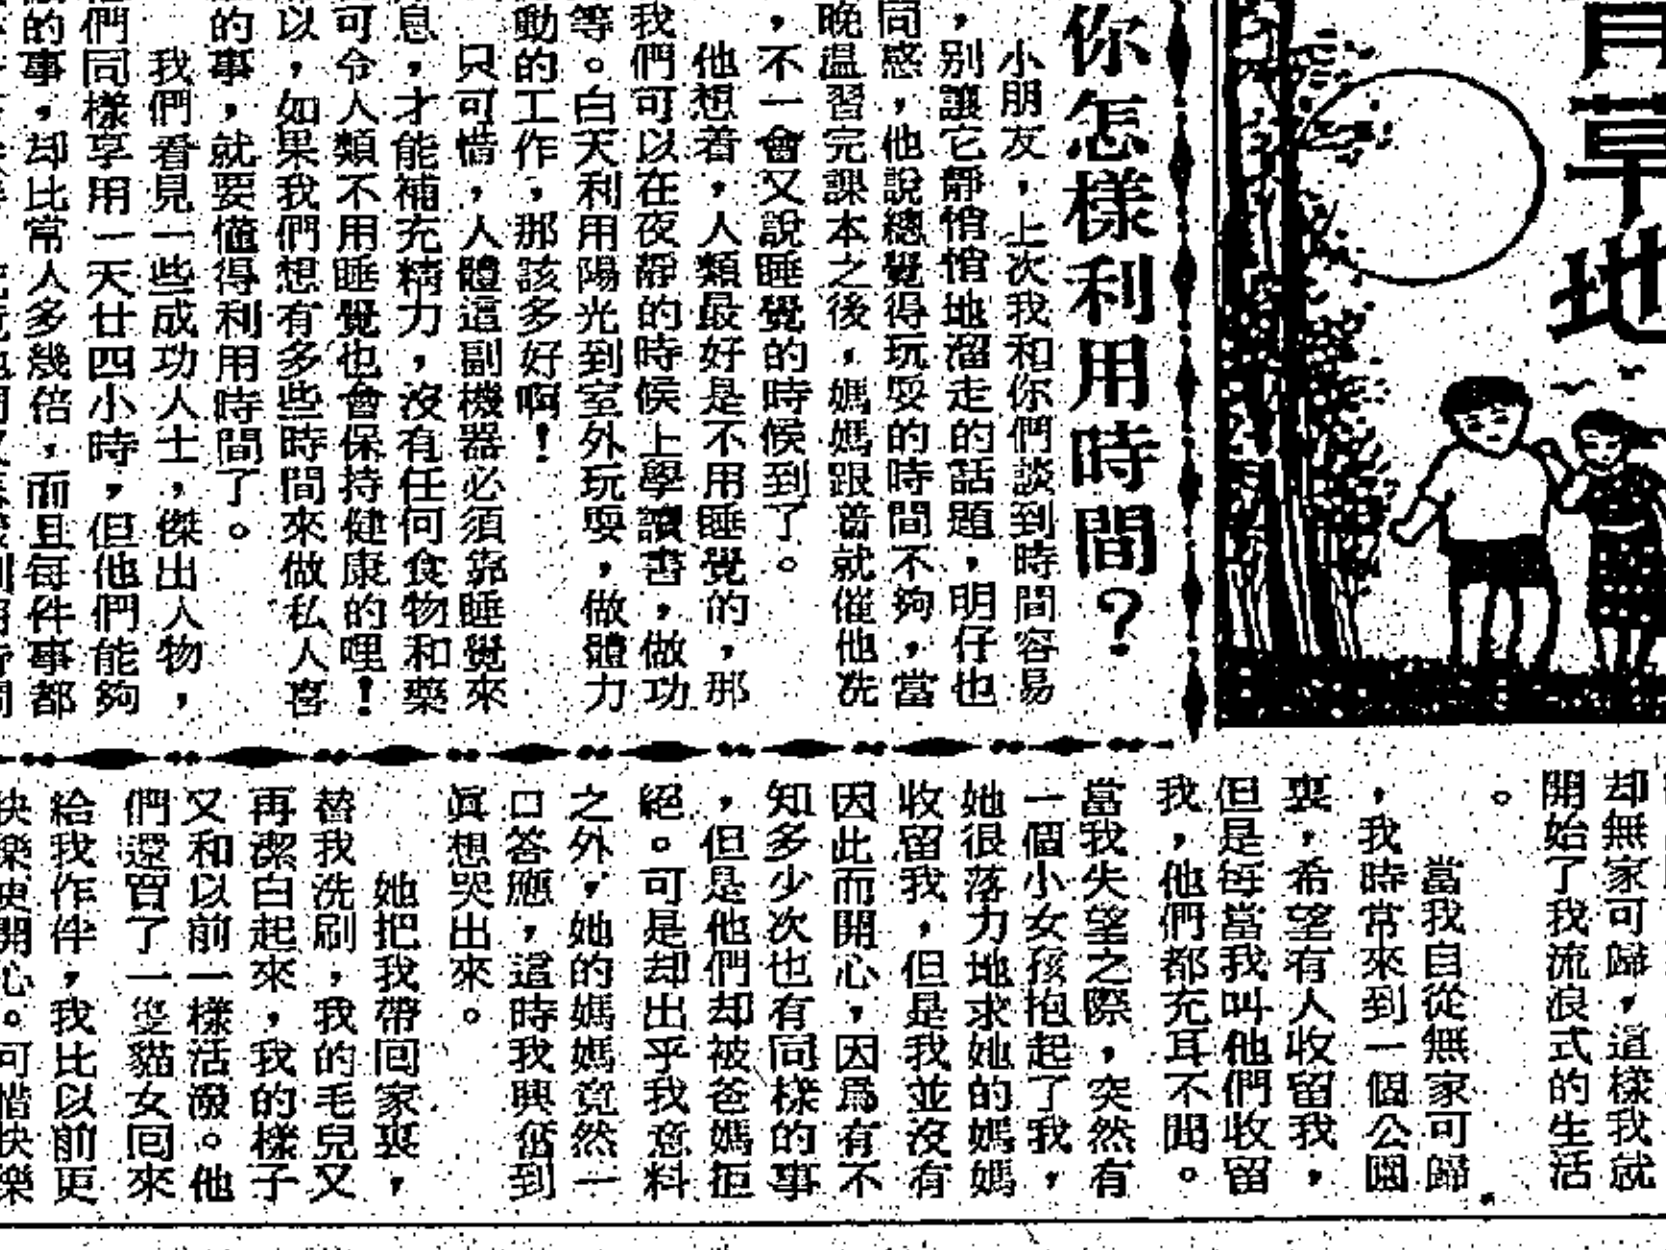 青草地
你怎樣利用時間？
小朋友，上次我和你們談到時間容易
，別讓它靜悄悄地溜走的話題，明仔也
同感，他說總覺得玩耍的時間不夠，當
晚温習完課本之後，媽媽跟着就催他冼
，不一會又說睡覺的時候到了。
他想着，人類最好是不用睡覺的，那
我們可以在夜靜的時候上學讀書，做功
等。白天利用陽光到室外玩耍，做體力
動的工作，那該多好啊！
只可惜，人體這副機器必須靠睡覺來
息，才能補充精力，沒有任何食物和藥
可令人類不用睡覺也會保持健康的哩！
以，如果我們想有多些時間來做私人喜
的事，就要懂得利用時間了。
我們看見一些成功人士，傑出人物，
們同樣享用一天廿四小時，但他們能夠
的事，却比常人多幾倍，而且每件事都
却無家可歸，這樣我就
開始了我流浪式的生活
。
當我自從無家可歸
，我時常來到一個公園
裏，希望有人收留我，
但是每當我叫他們收留
我，他們都充耳不聞。
當我失望之際，突然有
一個小女孩抱起了我，
她很落力地求她的媽媽
收留我，但是我並沒有
因此而開心，因爲有不
知多少次也有同樣的事
，但是他們却被爸媽拒
絕。可是却出乎我意料
之外，她的媽媽竟然一
口答應，這時我興奮到
眞想哭出來。
她把我帶回家裏，
替我洗刷，我的毛兒又
再潔白起來，我的樣子
又和以前一樣活潑。他
們還買了一隻貓女回來
給我作伴，我比以前更
快樂更開心。可惜快樂